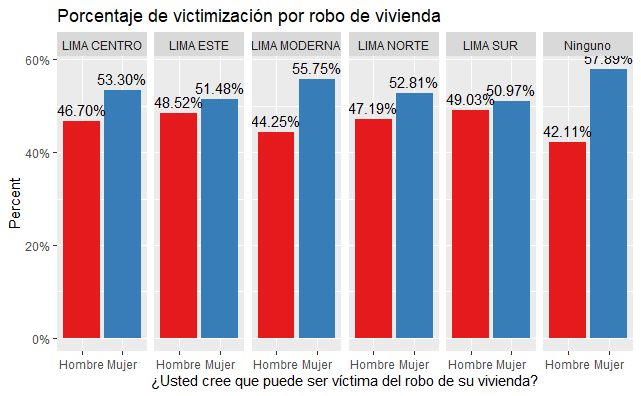 Porcentaje de victimización por robo de vivienda
LIMA CENTRO LIMA ESTE LIMA MODERNA LIMA NORTE LIMA SUR Ninguno
60%
40%
20%
0%
Percent
46.70% 53.30% 48.52% 51.48% 44.25% 55.75% 47.19% 52.81% 49.03% 50.97% 42.11% 57.89%
Hombre Mujer Hombre Mujer Hombre Mujer Hombre Mujer Hombre Mujer Hombre Mujer
¿Usted cree que puede ser víctima del robo de su vivienda?